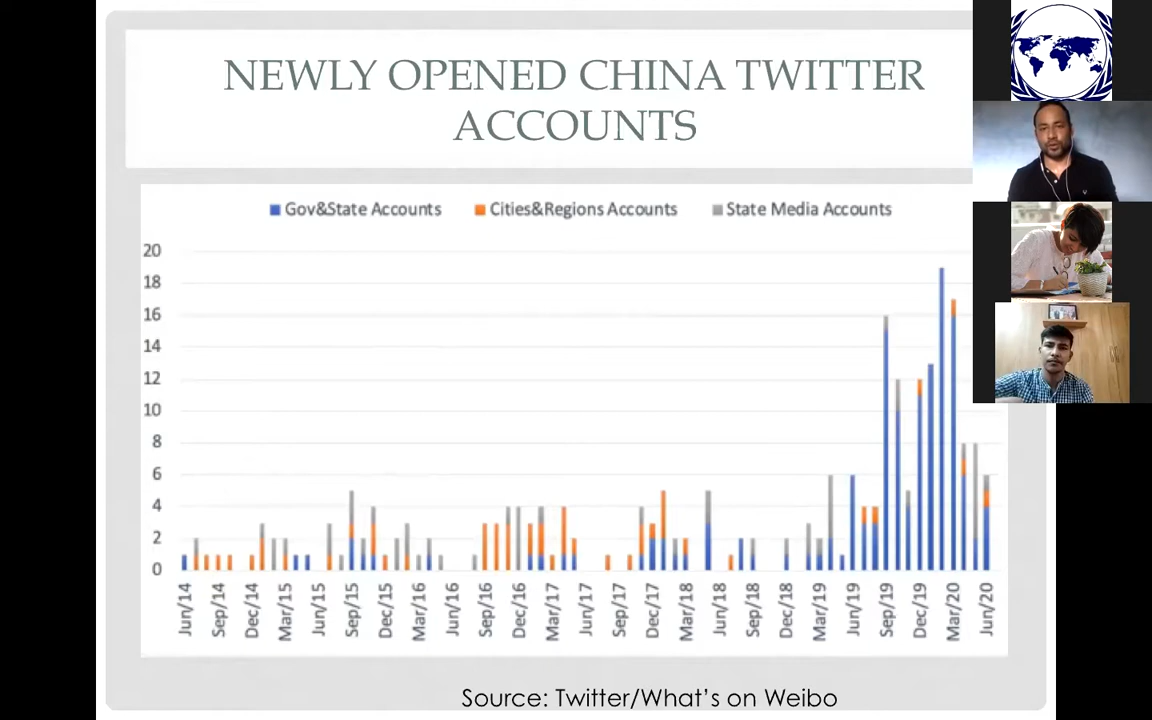 NEWLY OPENED CHINA TWITTER
ACCOUNTS
Gov&State Accounts Cities&Regions Accounts State Media Accounts
20
18
16
14
12
10
8
6
4
2
0
Jun/14 Sep/14 Dec/14 Mar/15 Jun/15 Sep/15 Dec/15 Mar/16 Jun/16 Sep/16 Dec/16 Mar/17 Jun/17 Sep/17 Dec/17 Mar/18 Jun/18 Sep/18 Dec/18 Mar/19 Jun/19 Sep/19 Dec/19 Mar/20 Jun/20
Source: Twitter/What's on Weibo